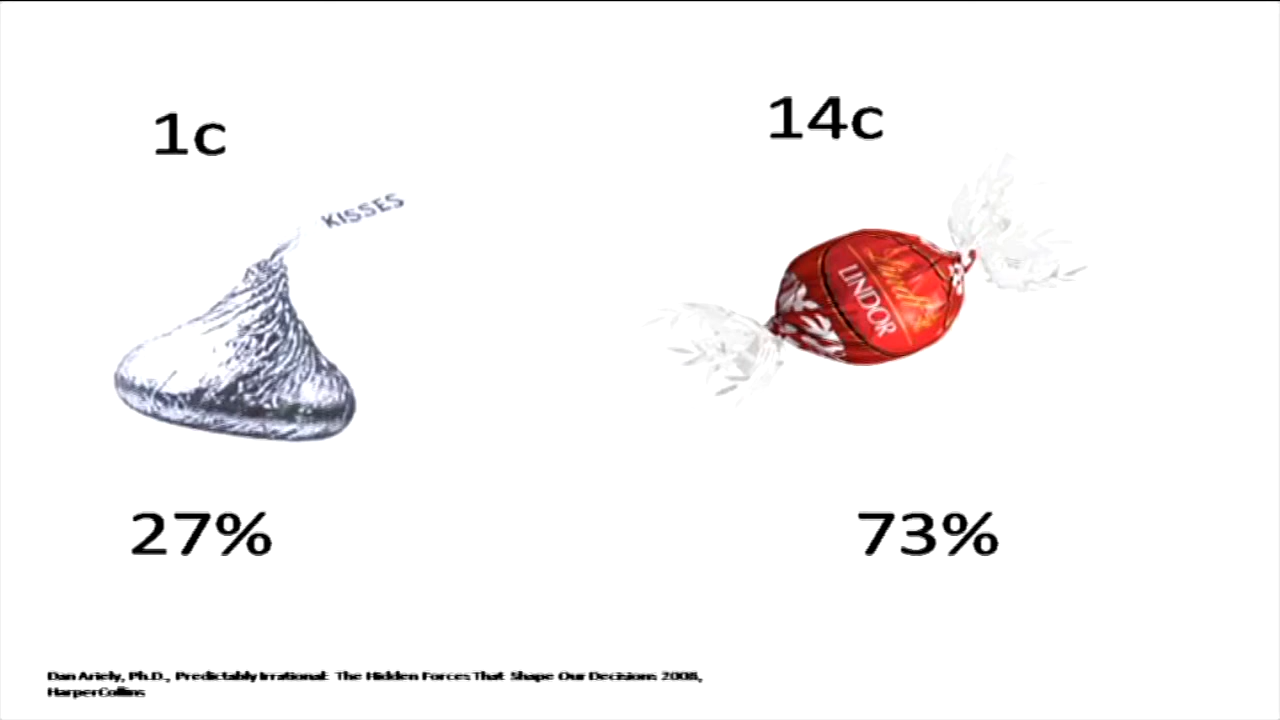 1c
14c
KISSES
Lindt
LINDOR
27%
73%
Dan Ariely, Ph.D., Predictably Irrational: The Hidden Forces That Shape Our Decisions 2008,
HarperCollins